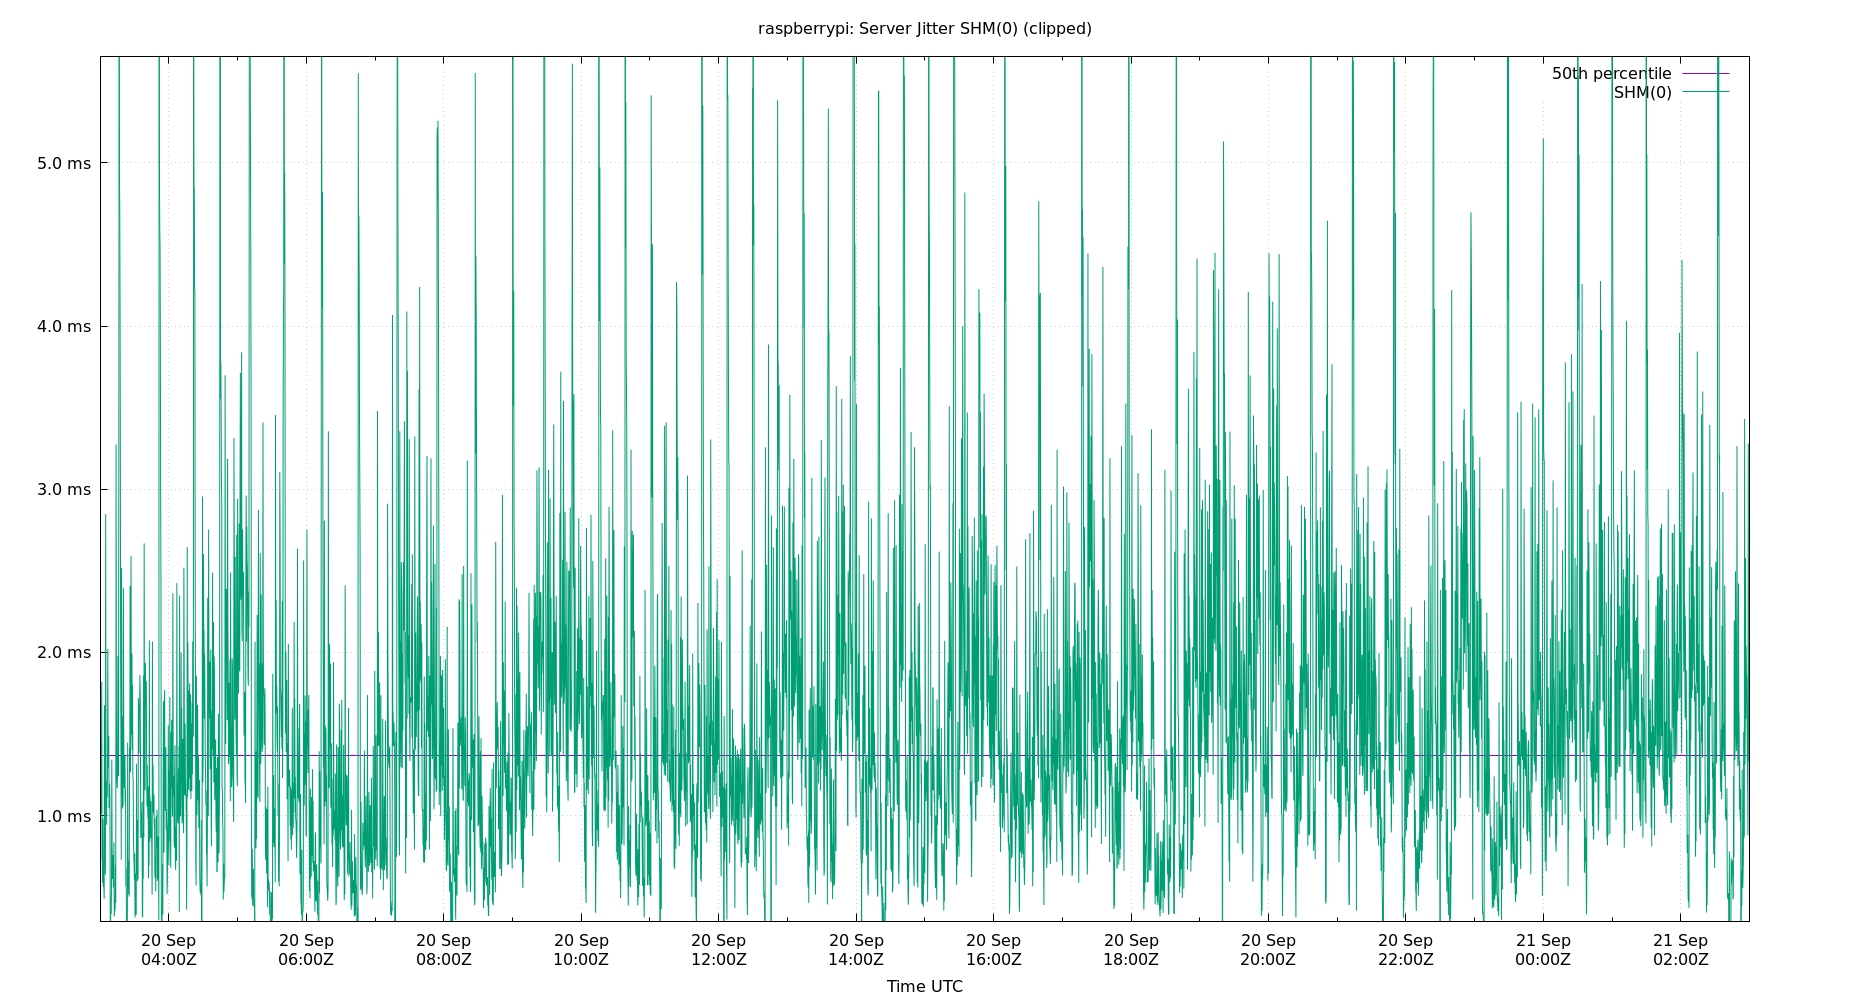 raspberrypi: Server Jitter SHM(0) (clipped)
50th percentile
SHM(0)
5.0 ms
4.0 ms
3.0 ms
2.0 ms
1.0 ms
20 Sep 20 Sep 20 Sep 20 Sep 20 Sep 20 Sep 20 Sep 20 Sep 20 Sep 20 Sep 21 Sep 21 Sep
04:00Z 06:00Z 08:00Z 10:00Z 12:00Z 14:00Z 16:00Z 18:00Z 20:00Z 22:00Z 00:00Z 02:00Z
Time UTC